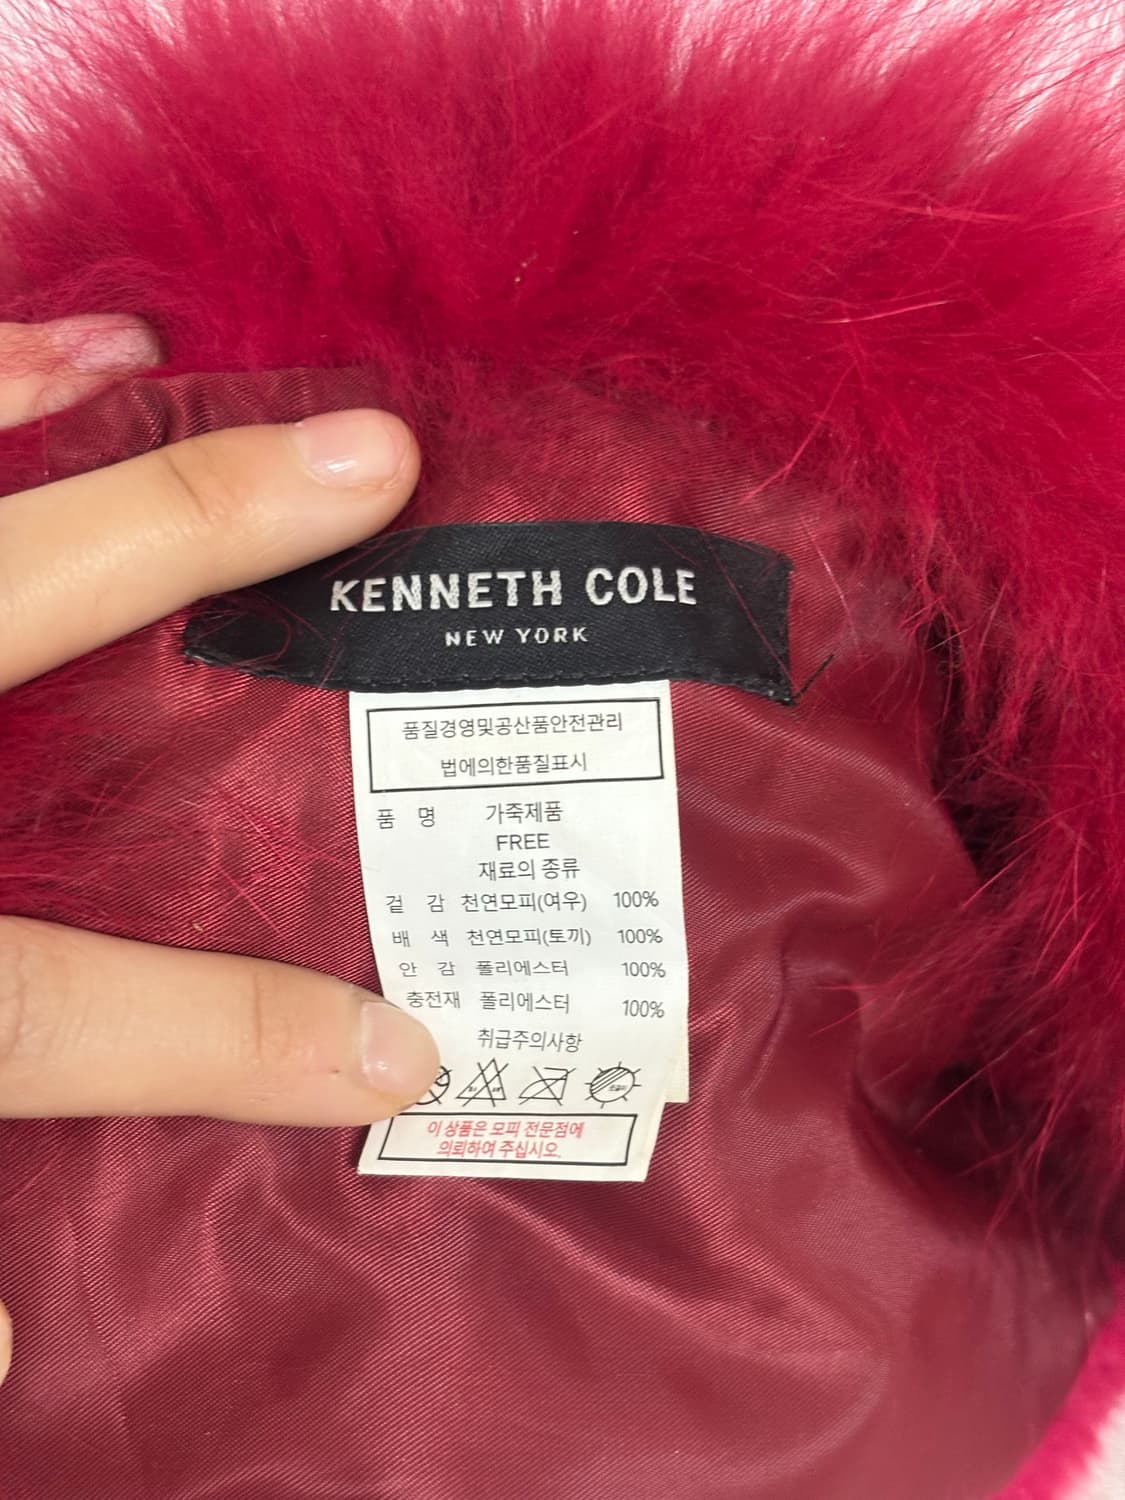 KENNETH COLE
NEW YORK
품질경영및공산품안전관리
법에의한품질표시
품 명 가죽제품
FREE
재료의 종류
겉 감 천연모피(여우) 100%
배 색 천연모피(토끼) 100%
안 감 폴리에스터 100%
충전재 폴리에스터 100%
취급주의사항
이 상품은 모피 전문점에
의뢰하여 주십시오.